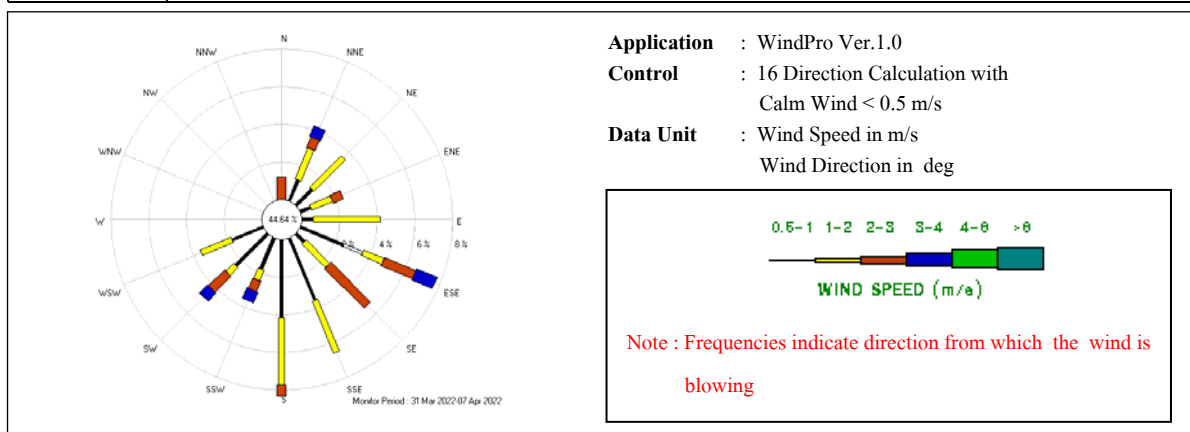 N
NNW
NNE
NW
NE
WNW
ENE
W
44.64 %
E
2 %
4 %
6 %
8 %
WSW
ESE
SW
SE
SSW
SSE
S
Monitor Period : 31 Mar 2022-07 Apr 2022
Application : WindPro Ver.1.0
Control : 16 Direction Calculation with
Calm Wind < 0.5 m/s
Data Unit : Wind Speed in m/s
Wind Direction in deg
0.5-1 1-2 2-3 3-4 4-8 >8
WIND SPEED (m/s)
Note : Frequencies indicate direction from which the wind is
blowing